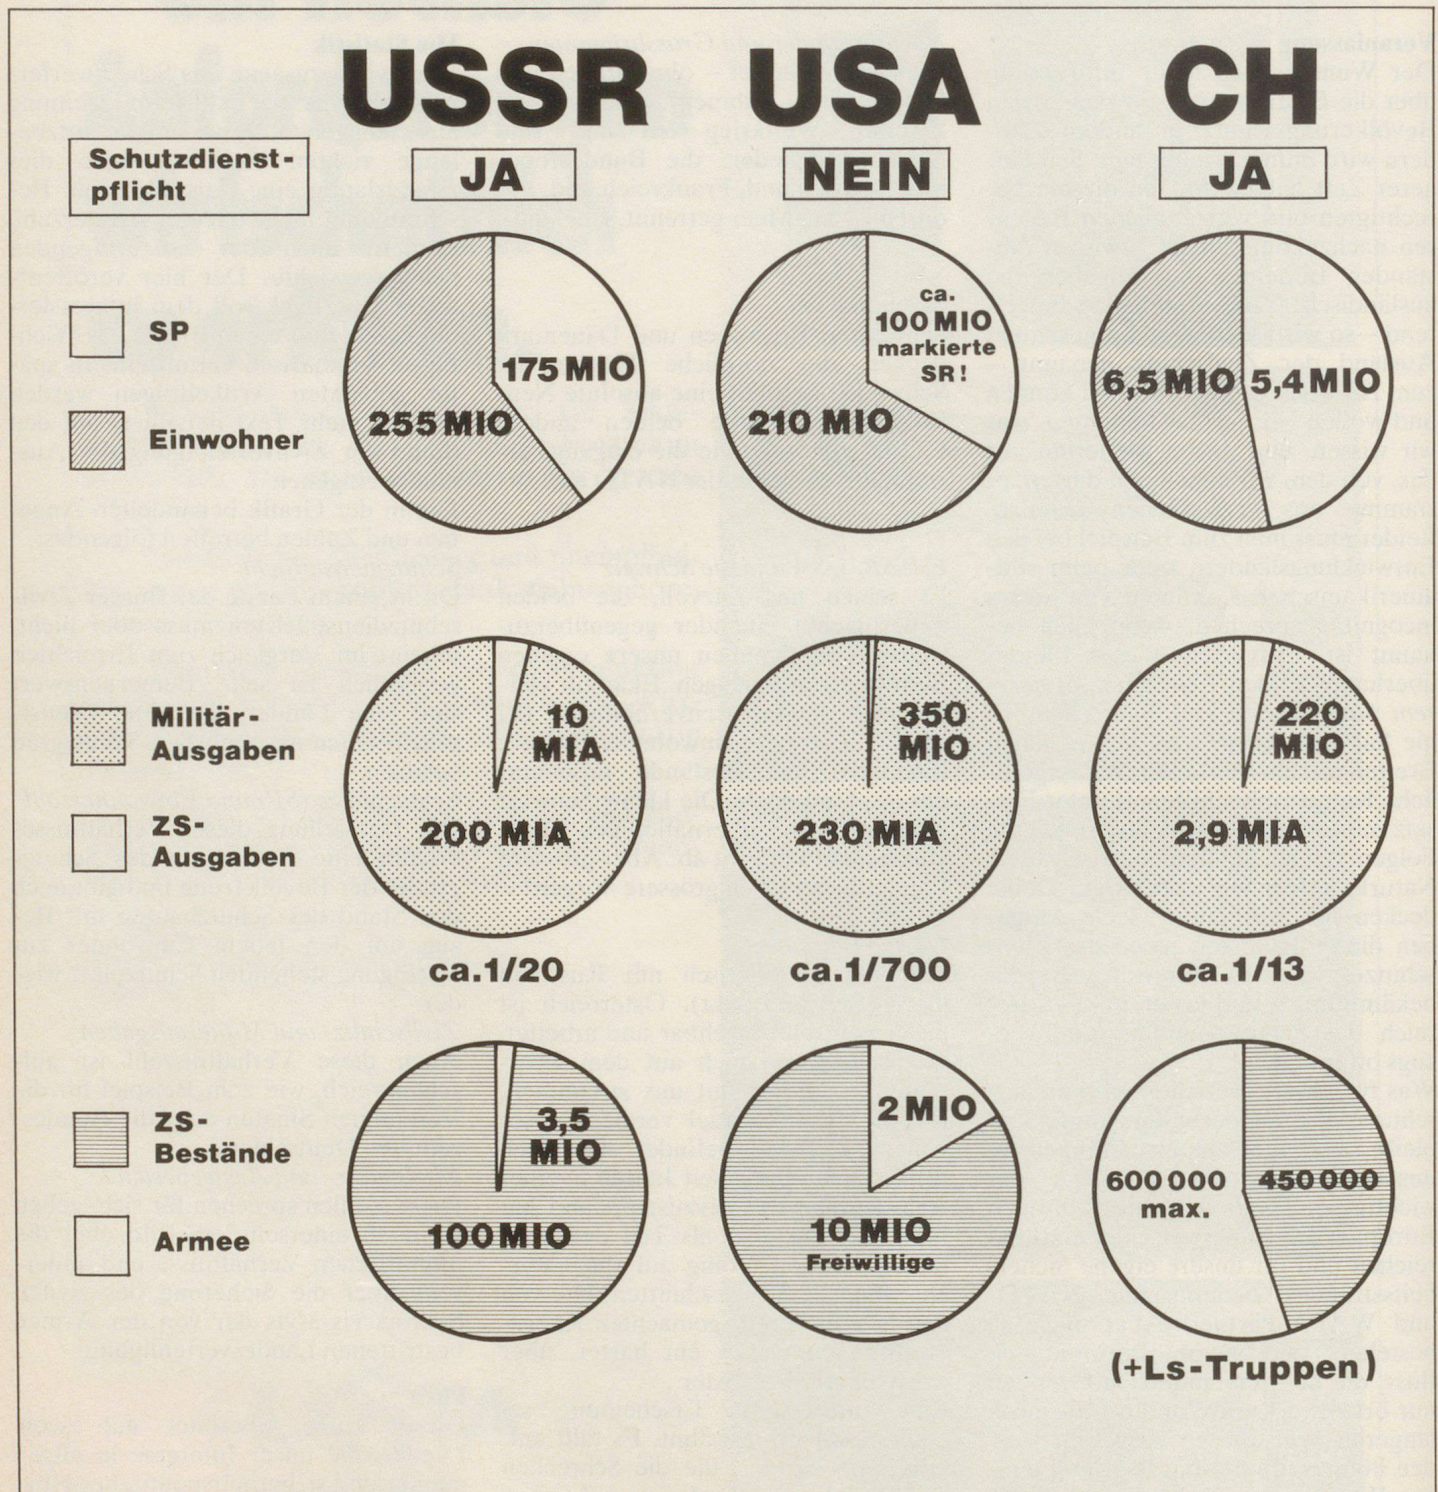 USSR USA CH
Schutzdienst-
pflicht
JA NEIN JA
SP
Einwohner
175 MIO
255 MIO
ca.
100 MIO
markierte
SR!
210 MIO
6,5 MIO 5,4 MIO
Militär-
Ausgaben
ZS-
Ausgaben
10
MIA
200 MIA
ca. 1/20
350
MIO
230 MIA
ca. 1/700
220
MIO
2,9 MIA
ca. 1/13
ZS-
Bestände
Armee
3,5
MIO
100 MIO
2 MIO
10 MIO
Freiwillige
600 000
max.
450 000
(+Ls-Truppen)